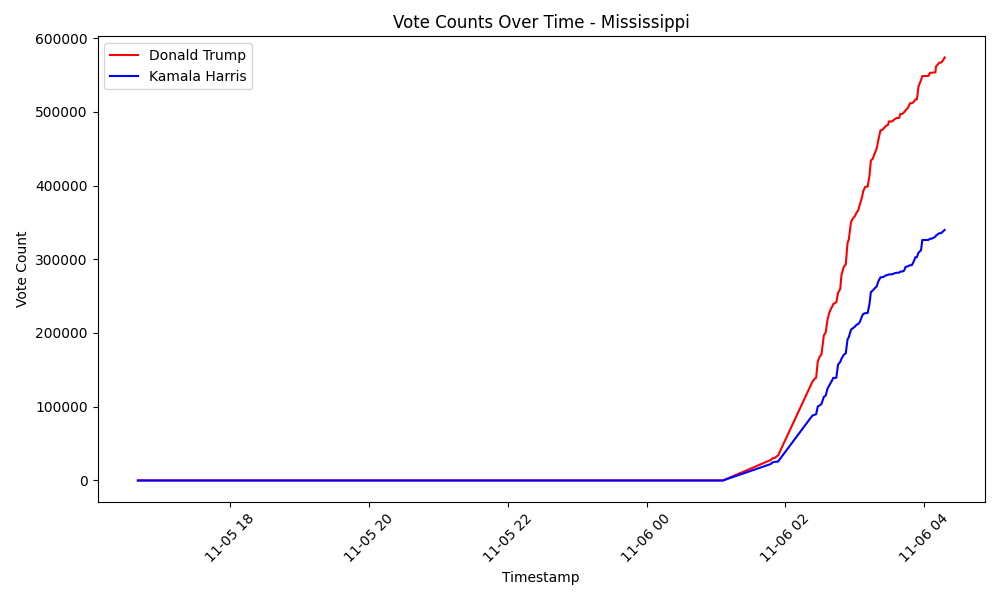 Vote Counts Over Time - Mississippi
Donald Trump
Kamala Harris
Vote Count
600000
500000
400000
300000
200000
100000
0
11-05 18
11-05 20
11-05 22
11-06 00
11-06 02
11-06 04
Timestamp